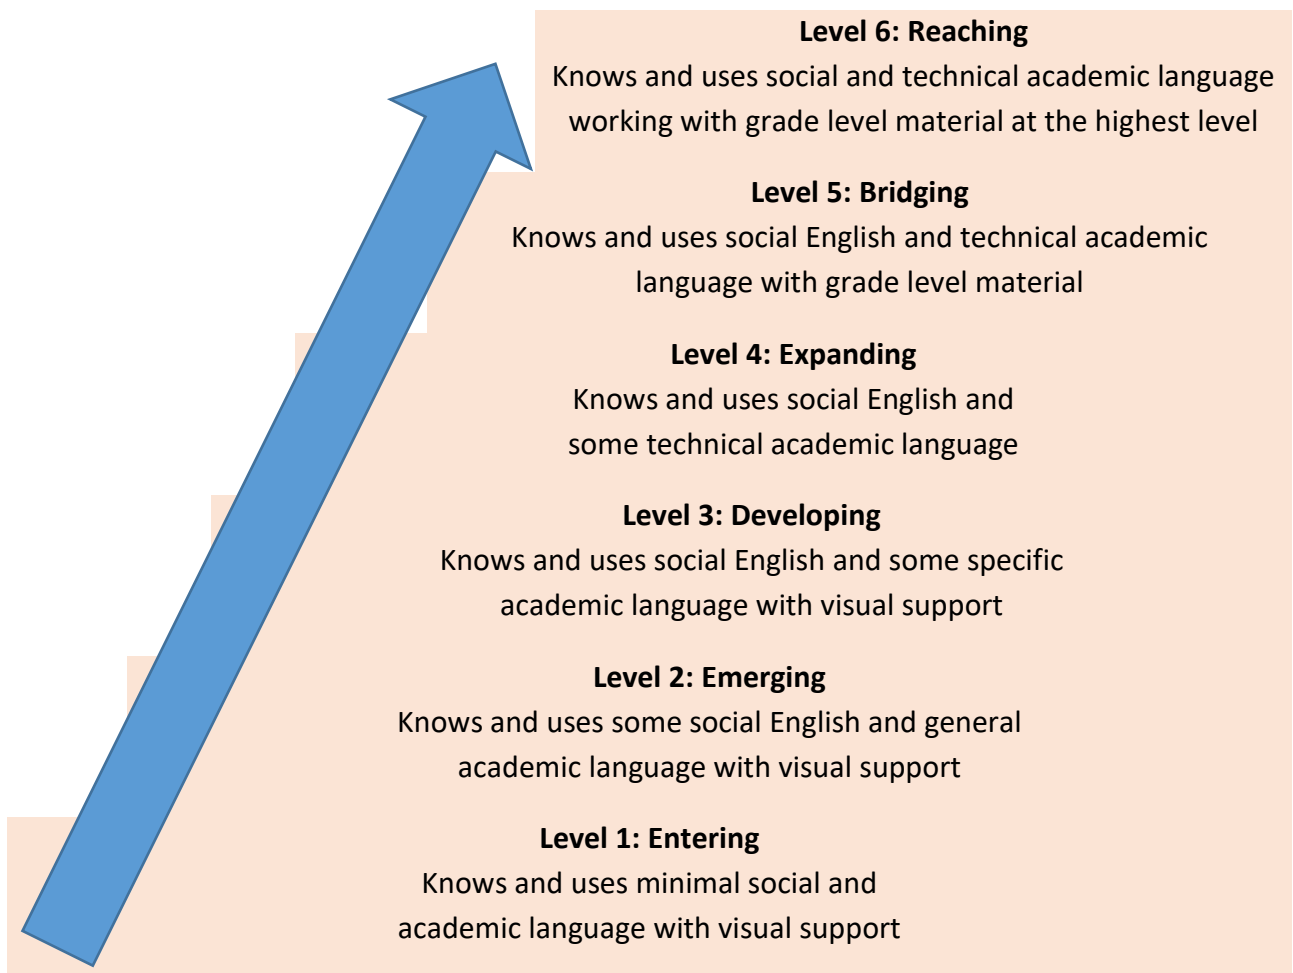 Level 6: Reaching
Knows and uses social and technical academic language
working with grade level material at the highest level
Level 5: Bridging
Knows and uses social English and technical academic
language with grade level material
Level 4: Expanding
Knows and uses social English and
some technical academic language
Level 3: Developing
Knows and uses social English and some specific
academic language with visual support
Level 2: Emerging
Knows and uses some social English and general
academic language with visual support
Level 1: Entering
Knows and uses minimal social and
academic language with visual support